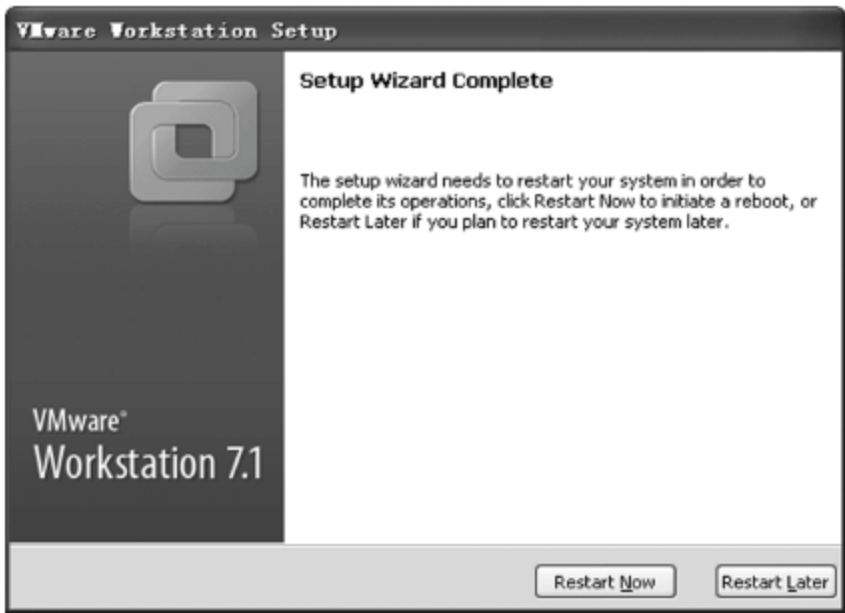 VMware Workstation Setup
Setup Wizard Complete
The setup wizard needs to restart your system in order to
complete its operations, click Restart Now to initiate a reboot, or
Restart Later if you plan to restart your system later.
VMware®
Workstation 7.1
Restart Now
Restart Later